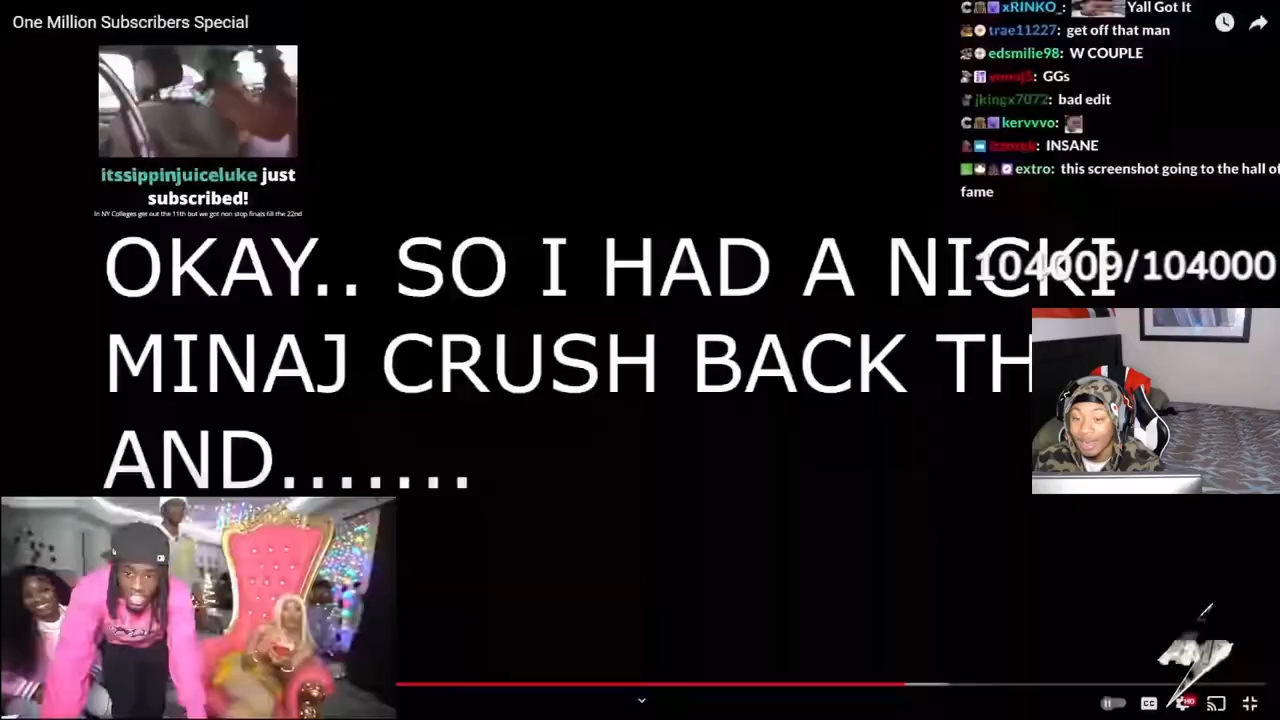 One Million Subscribers Special
xRINKO_: Yall Got It
trae11227: get off that man
edsmilie98: W COUPLE
GGs
jkingx7072: bad edit
kervvvo:
INSANE
extro: this screenshot going to the hall of
fame
itssippinjuiceluke just
subscribed!
In NY Colleges get out the 11th but we got non stop finals till the 22nd
OKAY.. SO I HAD A NICKI
104009/104000
MINAJ CRUSH BACK TH
AND.......
CC
HD